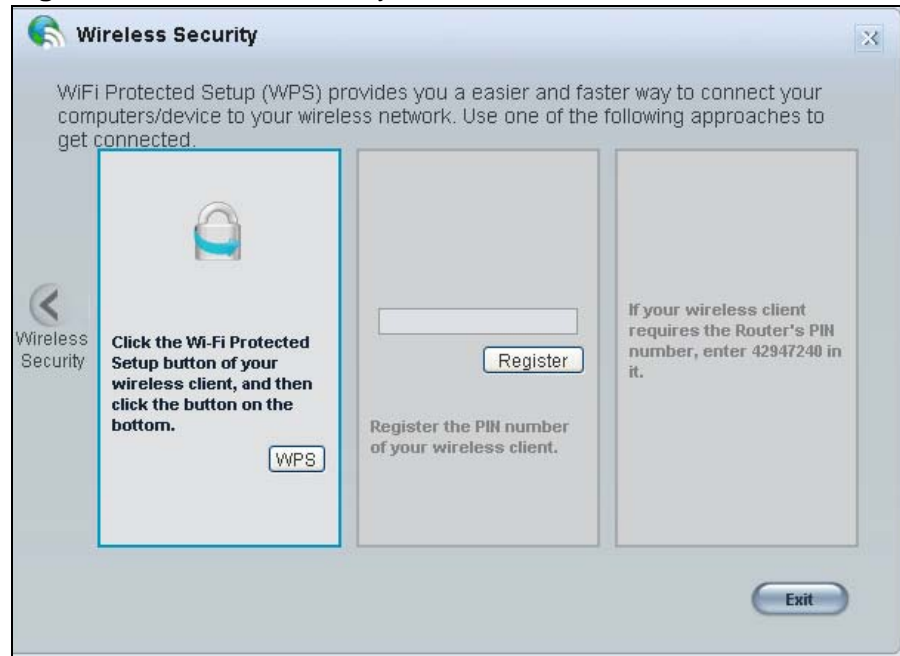 Wireless Security
WiFi Protected Setup (WPS) provides you a easier and faster way to connect your
computers/device to your wireless network. Use one of the following approaches to
get connected.
Wireless
Security
Click the Wi-Fi Protected
Setup button of your
wireless client, and then
click the button on the
bottom.
WPS
Register
Register the PIN number
of your wireless client.
If your wireless client
requires the Router's PIN
number, enter 42947240 in
it.
Exit